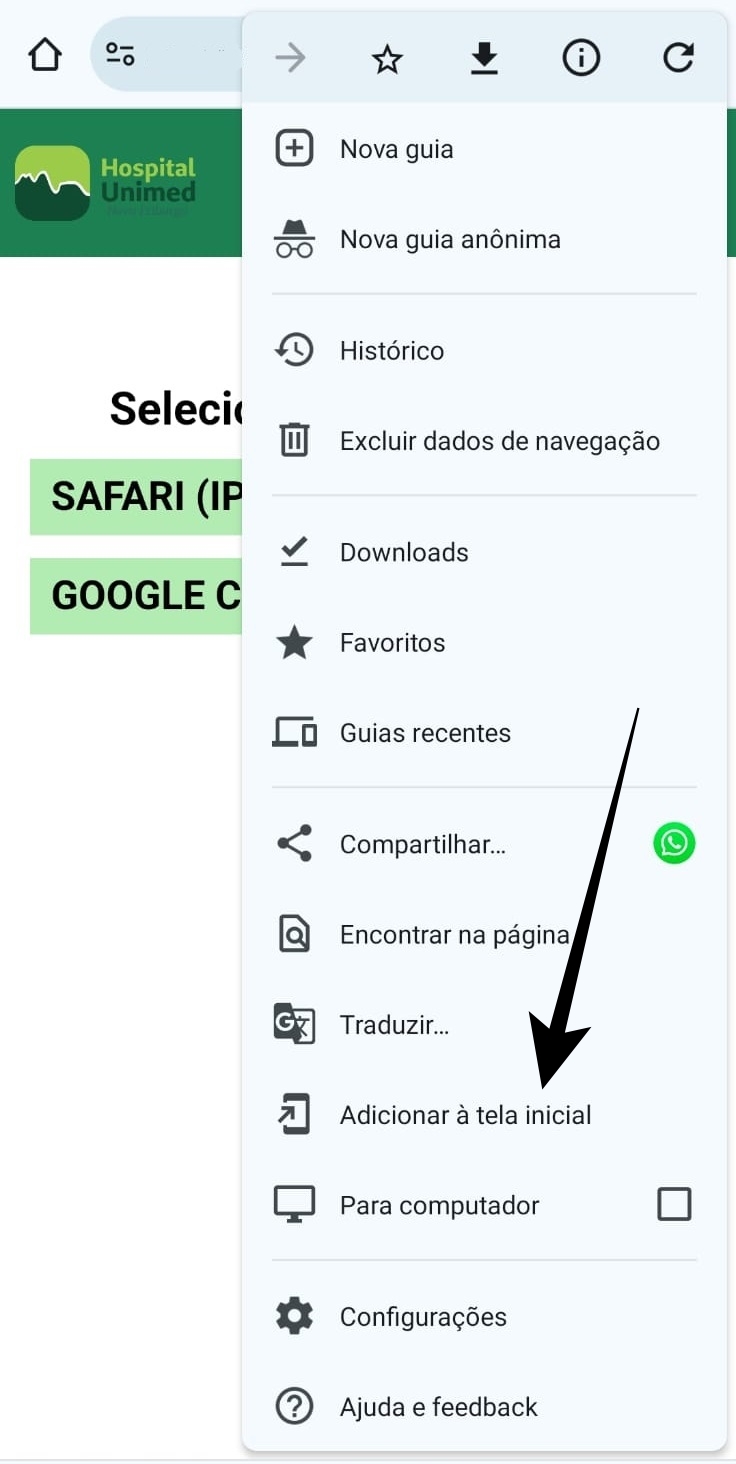 Hospital
Unimed
Selecio
SAFARI (IP
GOOGLE C
Nova guia
Nova guia anônima
Histórico
Excluir dados de navegação
Downloads
Favoritos
Guias recentes
Compartilhar...
Encontrar na página
Traduzir...
Adicionar à tela inicial
Para computador
Configurações
Ajuda e feedback